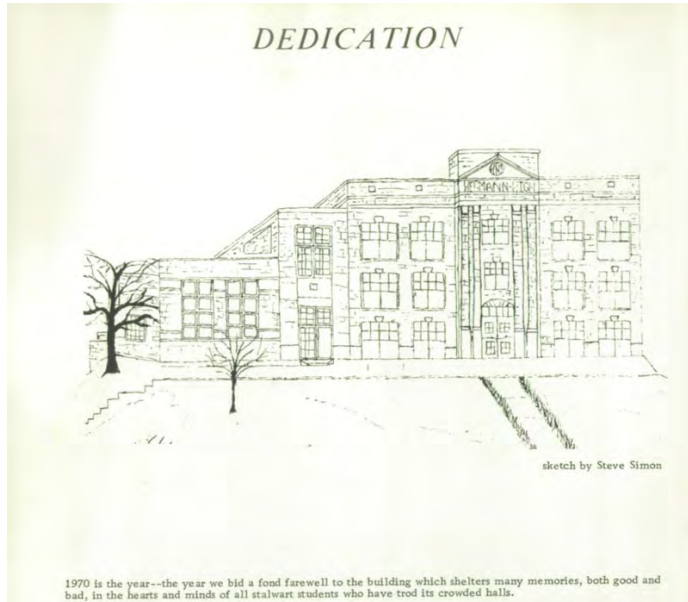 DEDICATION
sketch by Steve Simon
1970 is the year--the year we bid a fond farewell to the building which shelters many memories, both good and
bad, in the hearts and minds of all stalwart students who have trod its crowded halls.